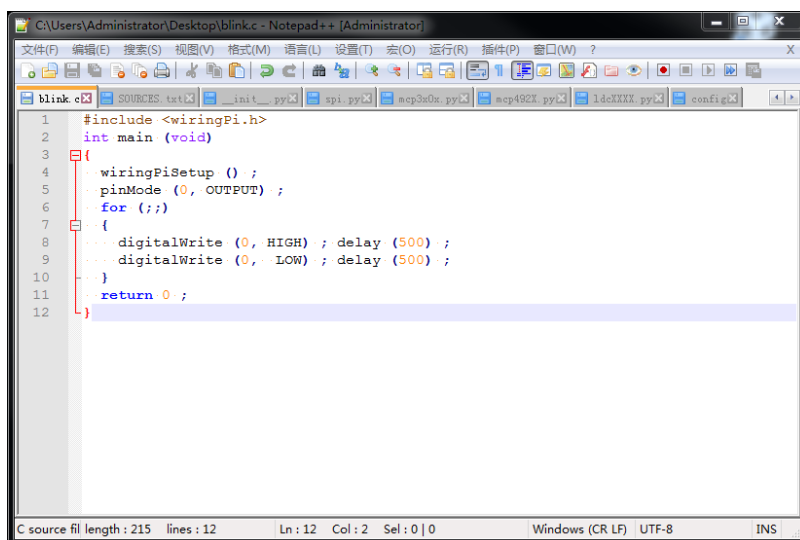 C:\Users\Administrator\Desktop\blink.c - Notepad++ [Administrator]
文件(F) 编辑(E) 搜索(S) 视图(V) 格式(M) 语言(L) 设置(T) 宏(O) 运行(R) 插件(P) 窗口(W) ? X
blink.c SOURCES.txt __init__.py spi.py mcp3x0x.py mcp492X.py ldcXXXX.py config
1 #include <wiringPi.h>
2 int main (void)
3 {
4 wiringPiSetup () ;
5 pinMode (0, OUTPUT) ;
6 for (;;)
7 {
8 digitalWrite (0, HIGH) ; delay (500) ;
9 digitalWrite (0,  LOW) ; delay (500) ;
10 }
11 return 0 ;
12 }
C source fil length : 215 lines : 12 Ln : 12 Col : 2 Sel : 0 | 0 Windows (CR LF) UTF-8 INS